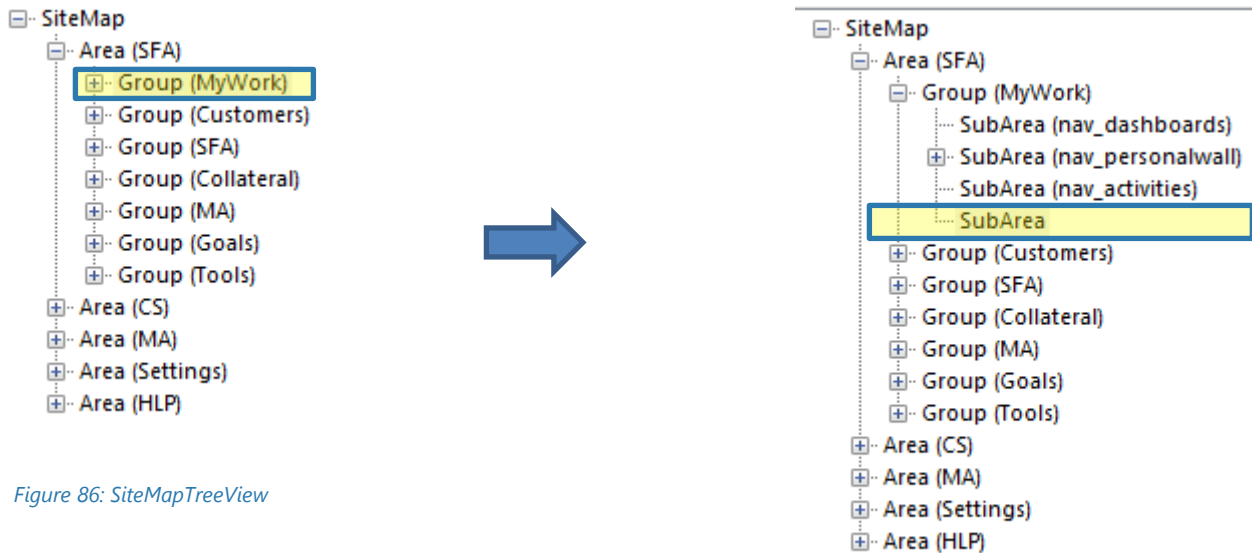 SiteMap
Area (SFA)
Group (MyWork)
Group (Customers)
Group (SFA)
Group (Collateral)
Group (MA)
Group (Goals)
Group (Tools)
Area (CS)
Area (MA)
Area (Settings)
Area (HLP)
Figure 86: SiteMapTreeView
SiteMap
Area (SFA)
Group (MyWork)
SubArea (nav_dashboards)
SubArea (nav_personalwall)
SubArea (nav_activities)
SubArea
Group (Customers)
Group (SFA)
Group (Collateral)
Group (MA)
Group (Goals)
Group (Tools)
Area (CS)
Area (MA)
Area (Settings)
Area (HLP)